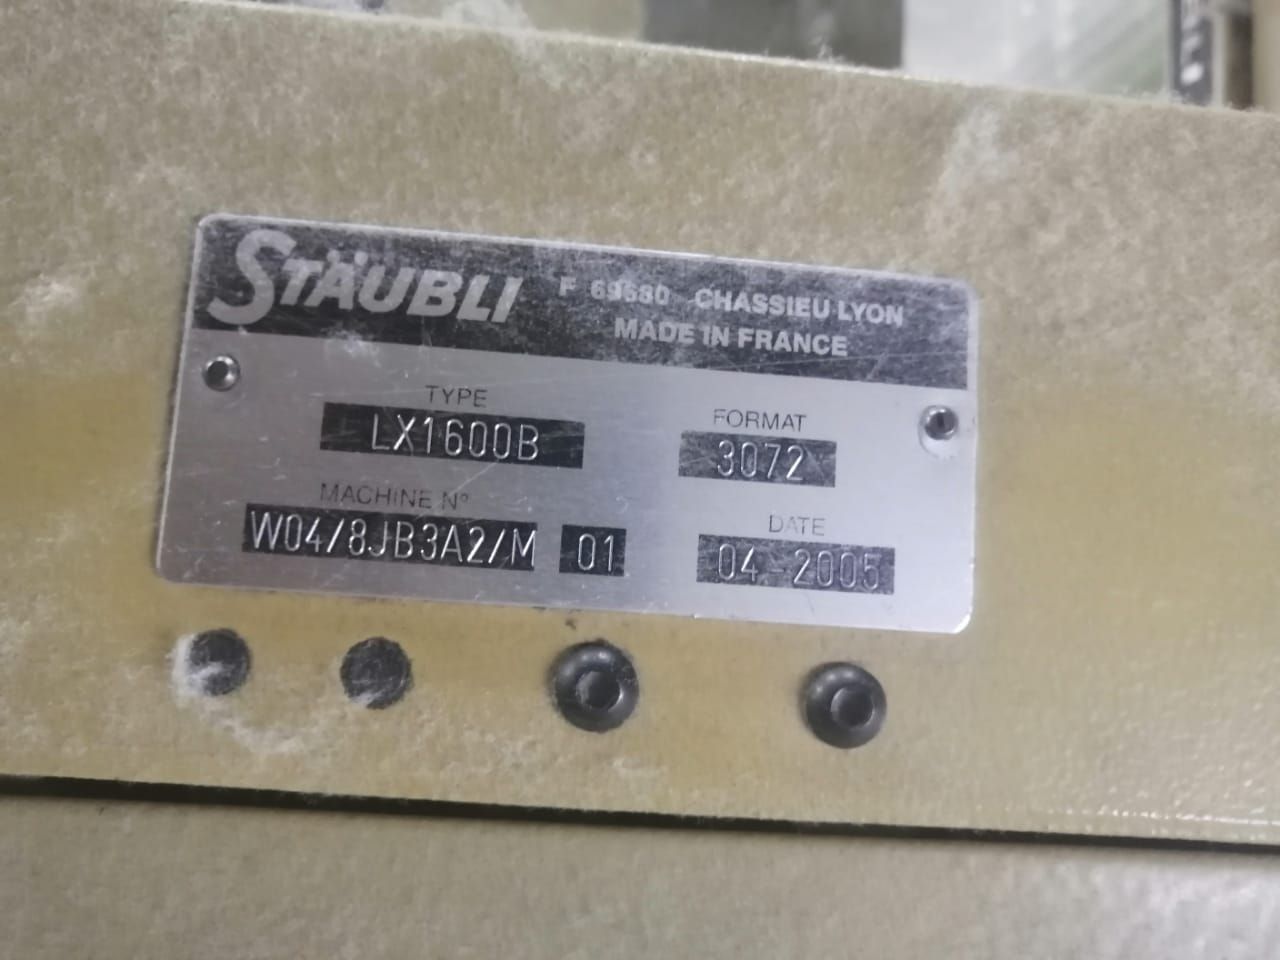 STÄUBLI F 69680 CHASSIEU LYON
MADE IN FRANCE
TYPE FORMAT
LX1600B 3072
MACHINE N° DATE
W04/8JB3A2/M 01 04-2005